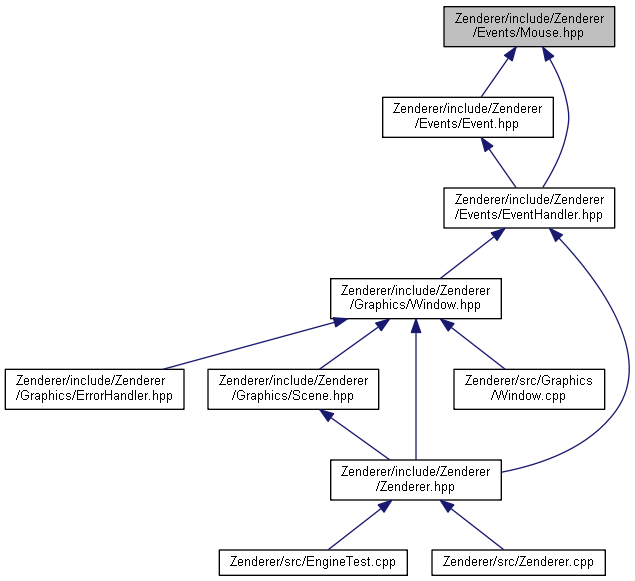 Zenderer/include/Zenderer
/Events/Mouse.hpp
Zenderer/include/Zenderer
/Events/Event.hpp
Zenderer/include/Zenderer
/Events/EventHandler.hpp
Zenderer/include/Zenderer
/Graphics/Window.hpp
Zenderer/include/Zenderer
/Graphics/ErrorHandler.hpp
Zenderer/include/Zenderer
/Graphics/Scene.hpp
Zenderer/src/Graphics
/Window.cpp
Zenderer/include/Zenderer
/Zenderer.hpp
Zenderer/src/EngineTest.cpp
Zenderer/src/Zenderer.cpp